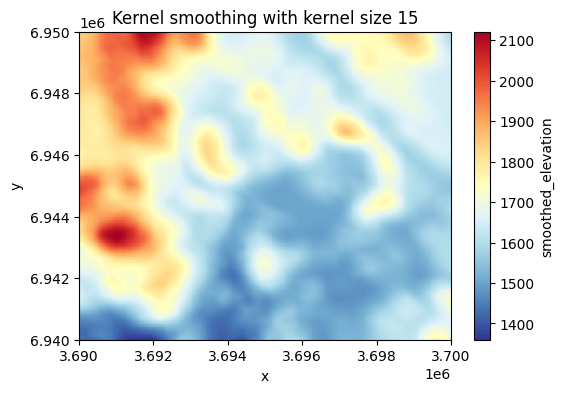 Kernel smoothing with kernel size 15
1e6
6.950
6.948
6.946
6.944
6.942
6.940
y
3.690 3.692 3.694 3.696 3.698 3.700
x
1e6
2100
2000
1900
1800
1700
1600
1500
1400
smoothed_elevation